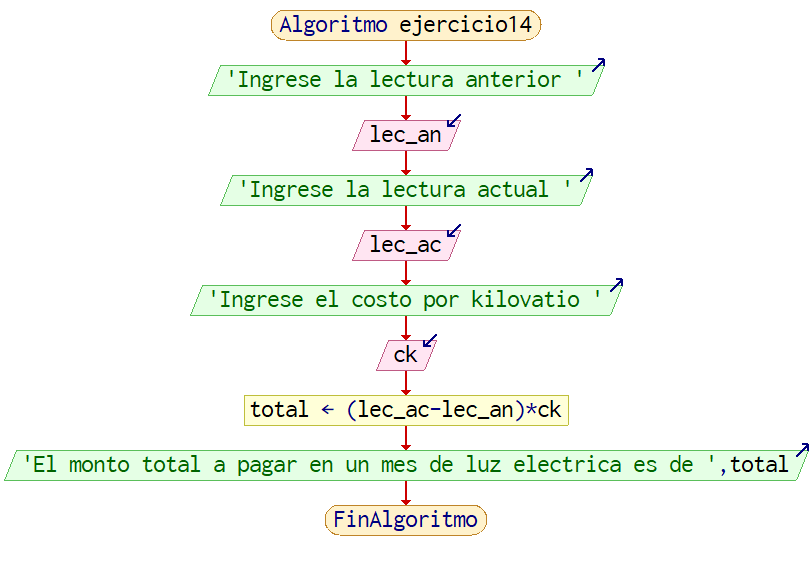 Algoritmo ejercicio14
'Ingrese la lectura anterior '
lec_an
'Ingrese la lectura actual '
lec_ac
'Ingrese el costo por kilovatio '
ck
total ← (lec_ac-lec_an)*ck
'El monto total a pagar en un mes de luz electrica es de ',total
FinAlgoritmo